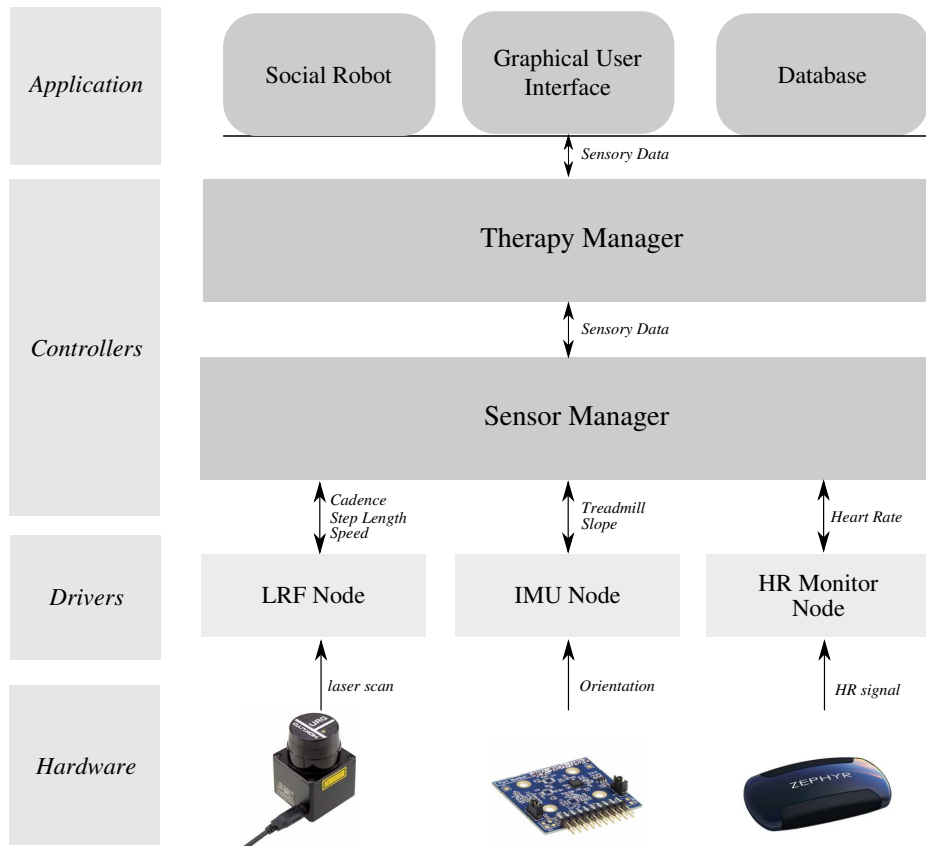 Application
Social Robot
Graphical User
Interface
Database
Sensory Data
Controllers
Therapy Manager
Sensory Data
Sensor Manager
Cadence
Step Length
Speed
Treadmill
Slope
Heart Rate
Drivers
LRF Node
IMU Node
HR Monitor
Node
laser scan
Orientation
HR signal
Hardware
URG
HOKUYO
ZEPHYR